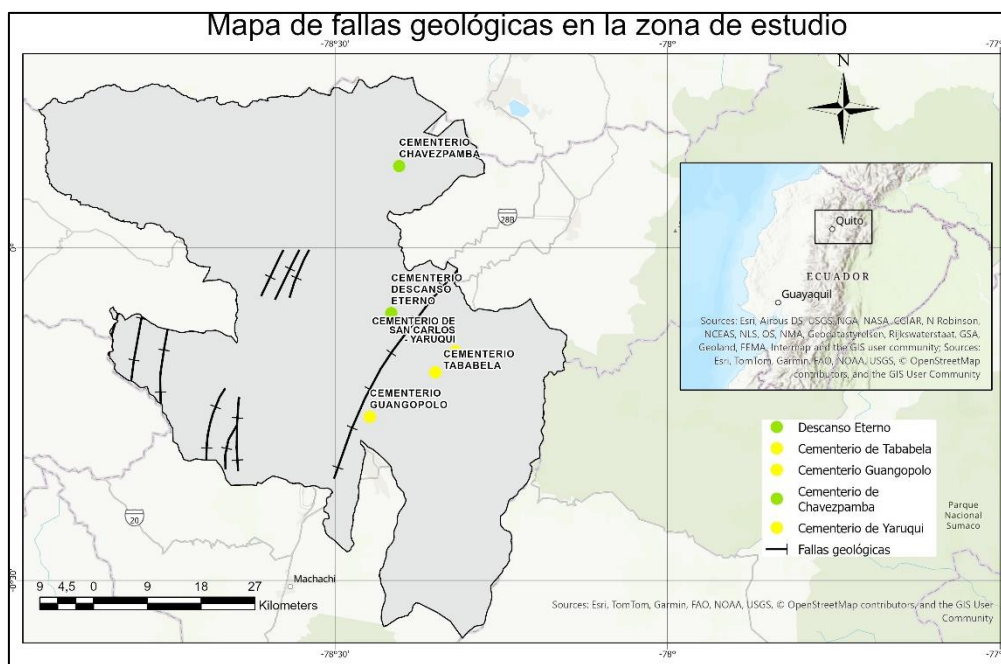 Mapa de fallas geológicas en la zona de estudio
-78°30'
-78°
-77°
N
CEMENTERIO
CHAVEZPAMBA
28B
0°
CEMENTERIO
DESCANSO
ETERNO
CEMENTERIO DE
SAN CARLOS
- YARUQUI
CEMENTERIO
TABABELA
CEMENTERIO
GUANGOPOLO
Quito
ECUADOR
Guayaquil
Sources: Esri, Airbus DS, USGS, NGA, NASA, CGIAR, N Robinson,
NCEAS, NLS, OS, NMA, Geodatastyrelsen, Rijkswaterstaat, GSA,
Geoland, FEMA, Intermap and the GIS user community; Sources:
Esri, TomTom, Garmin, FAO, NOAA, USGS, © OpenStreetMap
contributors, and the GIS User Community
Descanso Eterno
Cementerio de Tababela
Cementerio Guangopolo
Cementerio de
Chavezpamba
Cementerio de Yaruqui
Fallas geológicas
Parque
Nacional
Sumaco
20
-0°30'
Machachi
9 4,5 0 9 18 27
Kilometers
Sources: Esri, TomTom, Garmin, FAO, NOAA, USGS, © OpenStreetMap contributors, and the GIS User
Community
-78°30'
-78°
-77°